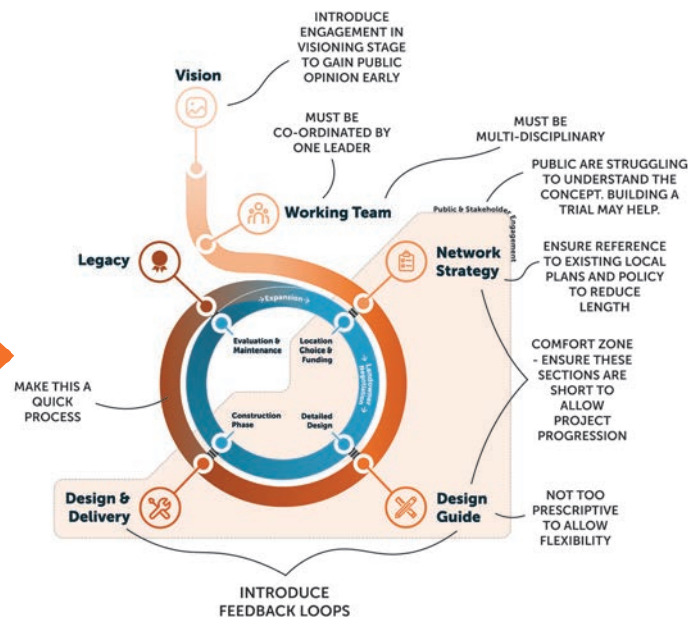 INTRODUCE
ENGAGEMENT IN
VISIONING STAGE
TO GAIN PUBLIC
OPINION EARLY
Vision
MUST BE
CO-ORDINATED BY
ONE LEADER
MUST BE
MULTI-DISCIPLINARY
Working Team
PUBLIC ARE STRUGGLING
TO UNDERSTAND THE
CONCEPT. BUILDING A
TRIAL MAY HELP.
Public & Stakeholder Engagement
Legacy
Network
Strategy
ENSURE REFERENCE
TO EXISTING LOCAL
PLANS AND POLICY
TO REDUCE
LENGTH
→Expansion→
Evaluation &
Maintenance
Location
Choice &
Funding
→Landowner
negotiation→
COMFORT ZONE
- ENSURE THESE
SECTIONS ARE
SHORT TO
ALLOW
PROJECT
PROGRESSION
MAKE THIS A
QUICK
PROCESS
Construction
Phase
Detailed
Design
Design &
Delivery
Design
Guide
NOT TOO
PRESCRIPTIVE
TO ALLOW
FLEXIBILITY
INTRODUCE
FEEDBACK LOOPS